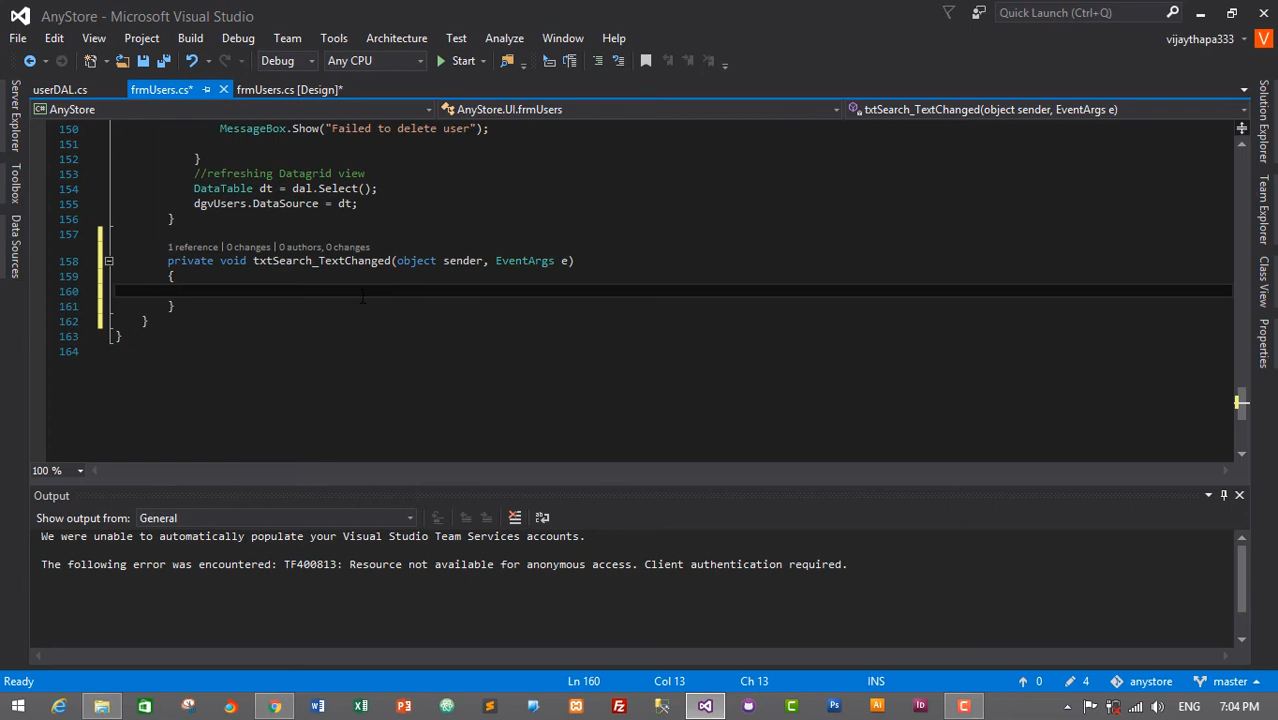 AnyStore - Microsoft Visual Studio
Quick Launch (Ctrl+Q)
File Edit View Project Build Debug Team Tools Architecture Test Analyze Window Help
vijaythapa333 V
Debug Any CPU Start
userDAL.cs frmUsers.cs* frmUsers.cs [Design]*
C# AnyStore AnyStore.UI.frmUsers txtSearch_TextChanged(object sender, EventArgs e)
150 MessageBox.Show("Failed to delete user");
151
152 }
153 //refreshing Datagrid view
154 DataTable dt = dal.Select();
155 dgvUsers.DataSource = dt;
156 }
157
1 reference | 0 changes | 0 authors, 0 changes
158 private void txtSearch_TextChanged(object sender, EventArgs e)
159 {
160
161 }
162 }
163 }
164
Server Explorer
Toolbox
Data Sources
Solution Explorer
Team Explorer
Class View
Properties
100 %
Output
Show output from: General
We were unable to automatically populate your Visual Studio Team Services accounts.
The following error was encountered: TF400813: Resource not available for anonymous access. Client authentication required.
Ready Ln 160 Col 13 Ch 13 INS 0 4 anystore master
ENG 7:04 PM